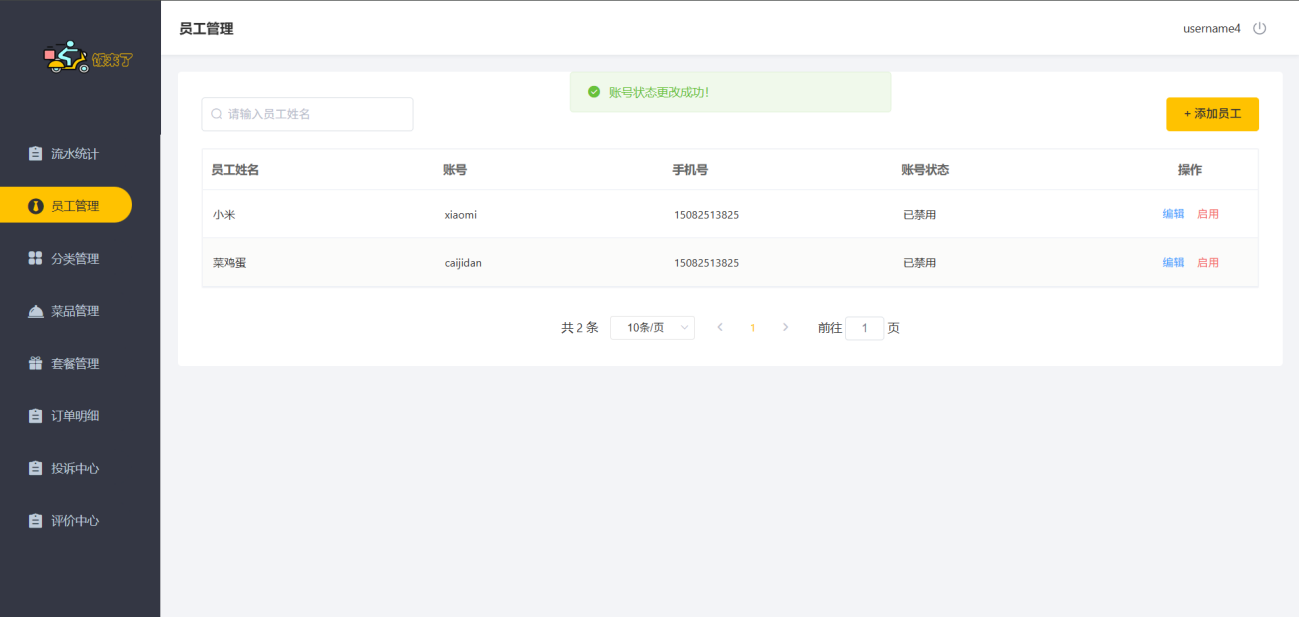 饭来了
流水统计
员工管理
分类管理
菜品管理
套餐管理
订单明细
投诉中心
评价中心
员工管理
username4
账号状态更改成功!
请输入员工姓名
+ 添加员工
员工姓名 账号 手机号 账号状态 操作
小米 xiaomi 15082513825 已禁用 编辑 启用
菜鸡蛋 caijidan 15082513825 已禁用 编辑 启用
共 2 条 10条/页 1 前往 1 页